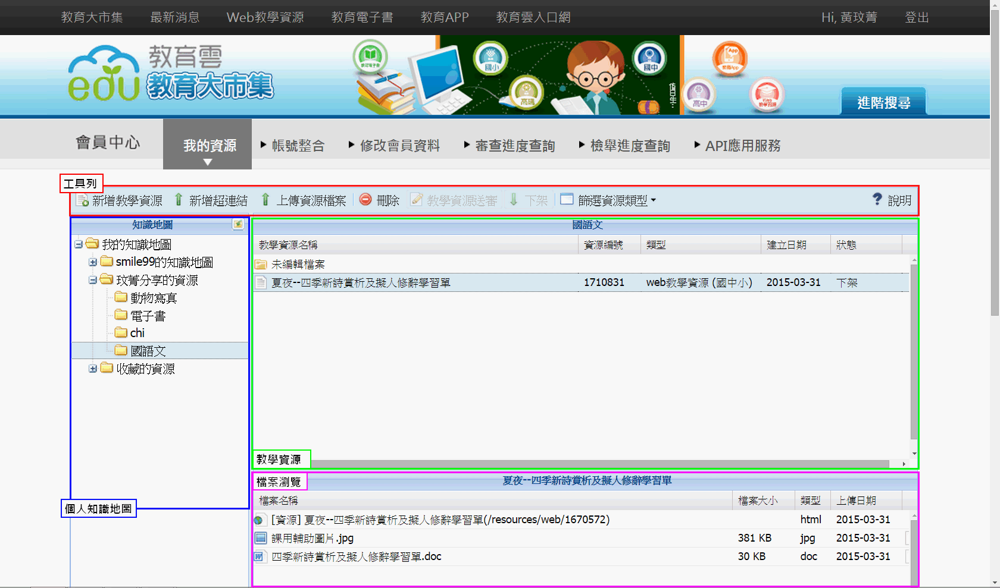 教育大市集 最新消息 Web教學資源 教育電子書 教育APP 教育雲入口網 Hi, 黃玟菁 登出
教育雲
edu 教育大市集
國小 國中 App
高職 高中 Web
值日生:
進階搜尋
會員中心 我的資源 帳號整合 修改會員資料 審查進度查詢 檢舉進度查詢 API應用服務
工具列
新增教學資源 新增超連結 上傳資源檔案 刪除 教學資源送審 下架 篩選資源類型 說明
知識地圖
我的知識地圖
smile99的知識地圖
玟菁分享的資源
動物寫真
電子書
chi
國語文
收藏的資源
個人知識地圖
國語文
教學資源名稱 資源編號 類型 建立日期 狀態
未編輯檔案
夏夜--四季新詩賞析及擬人修辭學習單 1710831 web教學資源 (國中小) 2015-03-31 下架
教學資源
檔案瀏覽 夏夜--四季新詩賞析及擬人修辭學習單
檔案名稱 檔案大小 類型 上傳日期
[資源] 夏夜--四季新詩賞析及擬人修辭學習單(/resources/web/1670572) html 2015-03-31
課用輔助圖片.jpg 381 KB jpg 2015-03-31
四季新詩賞析及擬人修辭學習單.doc 30 KB doc 2015-03-31